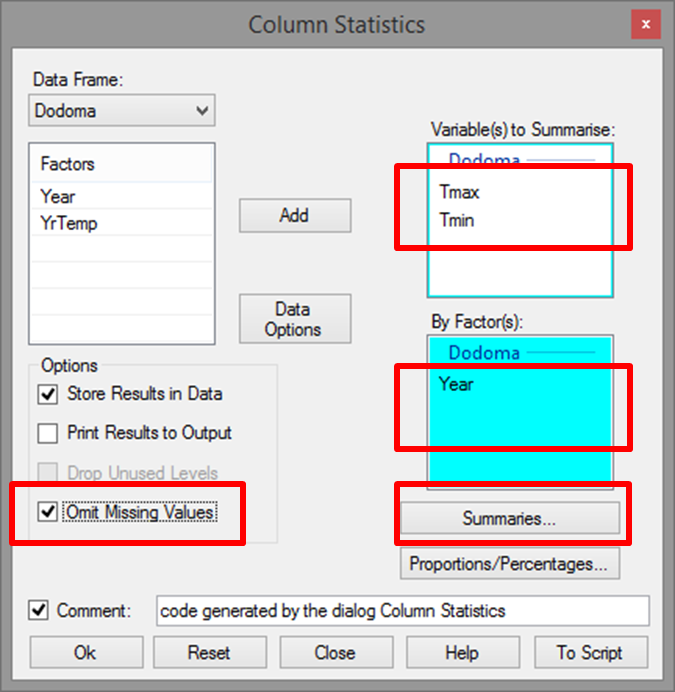 Column Statistics
x
Data Frame:
Dodoma
Factors
Year
YrTemp
Add
Data
Options
Variable(s) to Summarise:
Dodoma
Tmax
Tmin
By Factor(s):
Dodoma
Year
Options
Store Results in Data
Print Results to Output
Drop Unused Levels
Omit Missing Values
Summaries...
Proportions/Percentages...
Comment:
code generated by the dialog Column Statistics
Ok
Reset
Close
Help
To Script